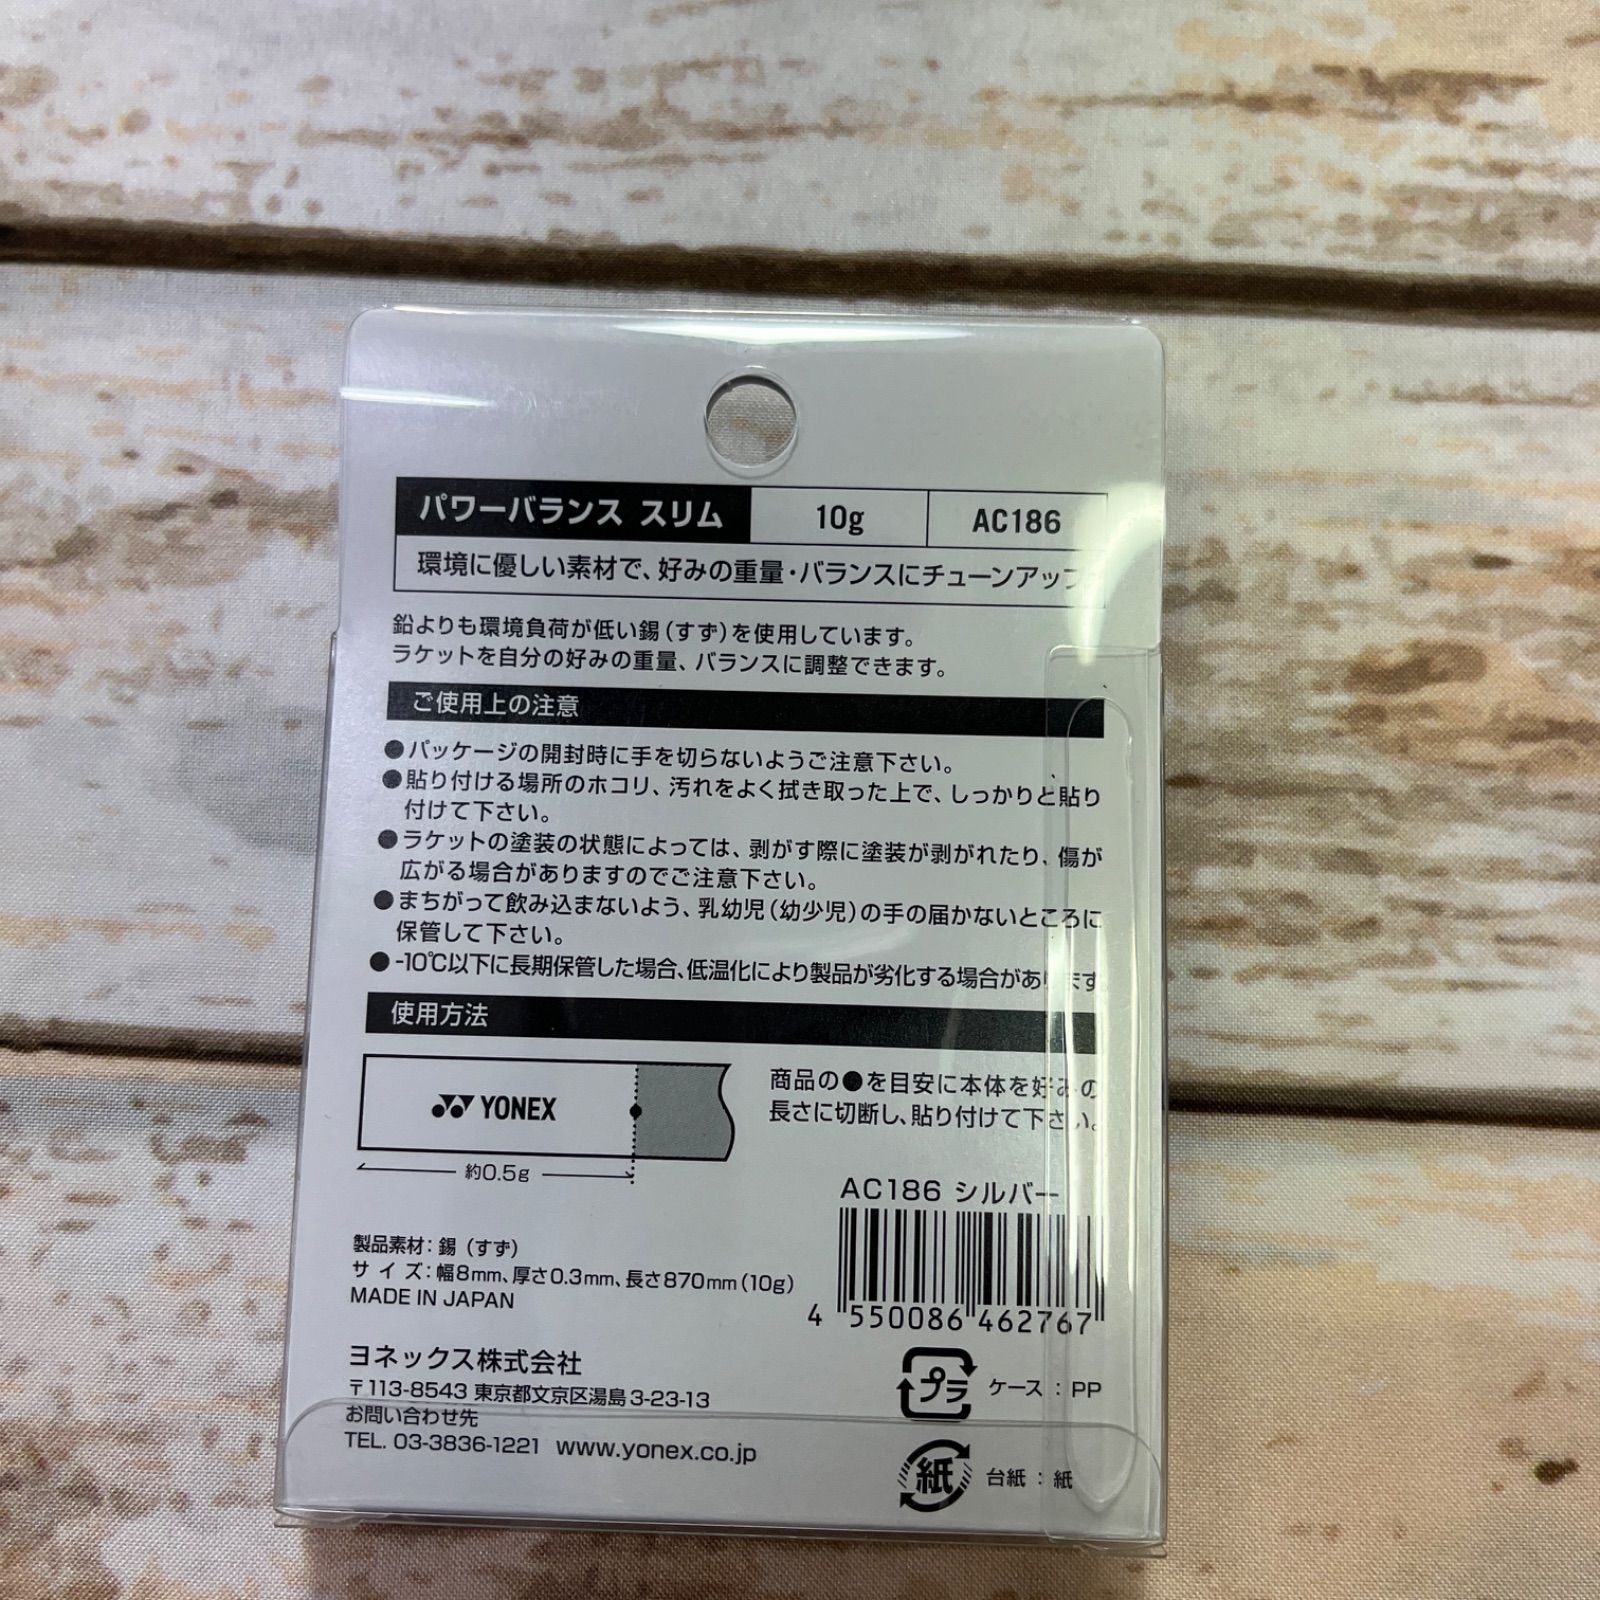 パワーバランス スリム 10g AC186
環境に優しい素材で、好みの重量・バランスにチューンアップ
鉛よりも環境負荷が低い錫(すず)を使用しています。
ラケットを自分の好みの重量、バランスに調整できます。
ご使用上の注意
●パッケージの開封時に手を切らないようご注意下さい。
●貼り付ける場所のホコリ、汚れをよく拭き取った上で、しっかりと貼り
付けて下さい。
●ラケットの塗装の状態によっては、剥がす際に塗装が剥がれたり、傷が
広がる場合がありますのでご注意下さい。
●まちがって飲み込まないよう、乳幼児(幼少児)の手の届かないところに
保管して下さい。
●-10℃以下に長期保管した場合、低温化により製品が劣化する場合があります
使用方法
YONEX
約0.5g
商品の●を目安に本体を好みの
長さに切断し、貼り付けて下さい。
AC186 シルバー
4 550086 462767
製品素材：錫（すず）
サイズ：幅8mm、厚さ0.3mm、長さ870mm(10g)
MADE IN JAPAN
ヨネックス株式会社
〒113-8543 東京都文京区湯島3-23-13
お問い合わせ先
TEL. 03-3836-1221 www.yonex.co.jp
プラ ケース：PP
紙 台紙：紙